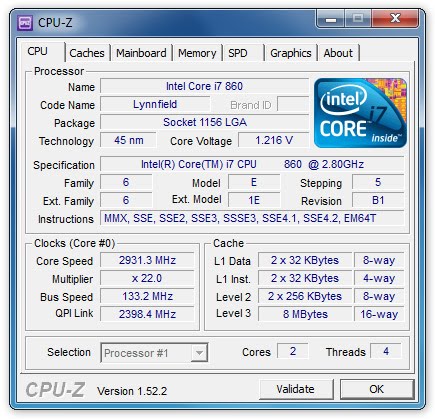 CPU-Z
CPU Caches Mainboard Memory SPD Graphics About
Processor
Name Intel Core i7 860
Code Name Lynnfield Brand ID
Package Socket 1156 LGA
Technology 45 nm Core Voltage 1.216 V
intel CORE i7 inside™
Specification Intel(R) Core(TM) i7 CPU 860 @ 2.80GHz
Family 6 Model E Stepping 5
Ext. Family 6 Ext. Model 1E Revision B1
Instructions MMX, SSE, SSE2, SSE3, SSSE3, SSE4.1, SSE4.2, EM64T
Clocks (Core #0) Cache
Core Speed 2931.3 MHz L1 Data 2 x 32 KBytes 8-way
Multiplier x 22.0 L1 Inst. 2 x 32 KBytes 4-way
Bus Speed 133.2 MHz Level 2 2 x 256 KBytes 8-way
QPI Link 2398.4 MHz Level 3 8 MBytes 16-way
Selection Processor #1 Cores 2 Threads 4
CPU-Z Version 1.52.2 Validate OK